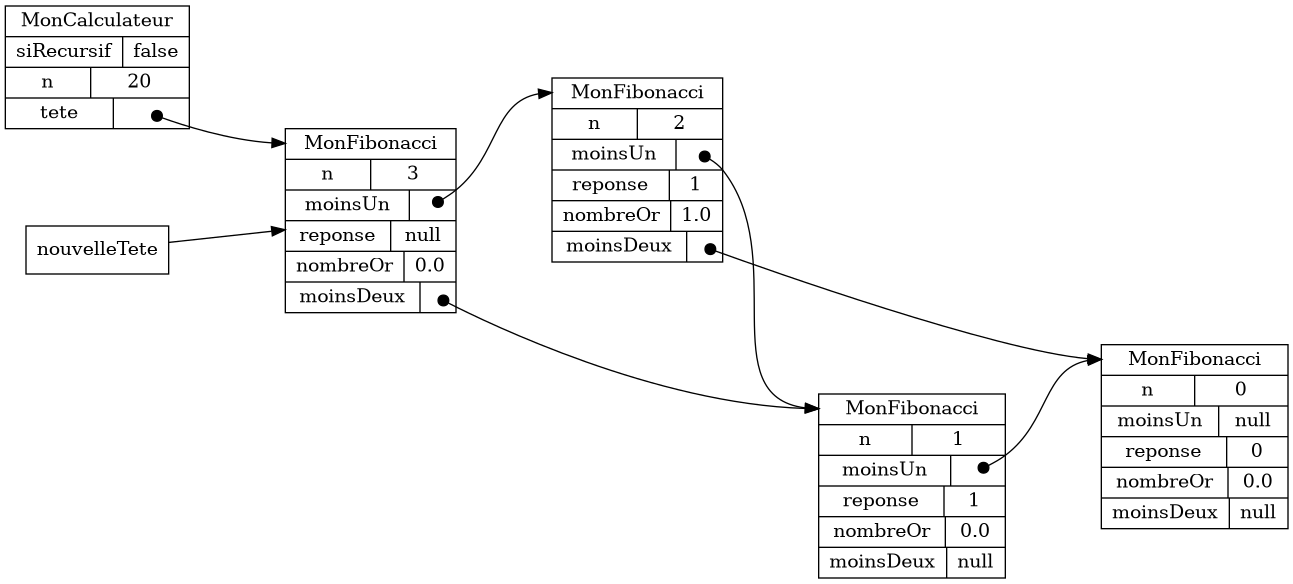 MonCalculateur
siRecursif false
n 20
tete
nouvelleTete
MonFibonacci
n 3
moinsUn
reponse null
nombreOr 0.0
moinsDeux
MonFibonacci
n 2
moinsUn
reponse 1
nombreOr 1.0
moinsDeux
MonFibonacci
n 1
moinsUn
reponse 1
nombreOr 0.0
moinsDeux null
MonFibonacci
n 0
moinsUn null
reponse 0
nombreOr 0.0
moinsDeux null